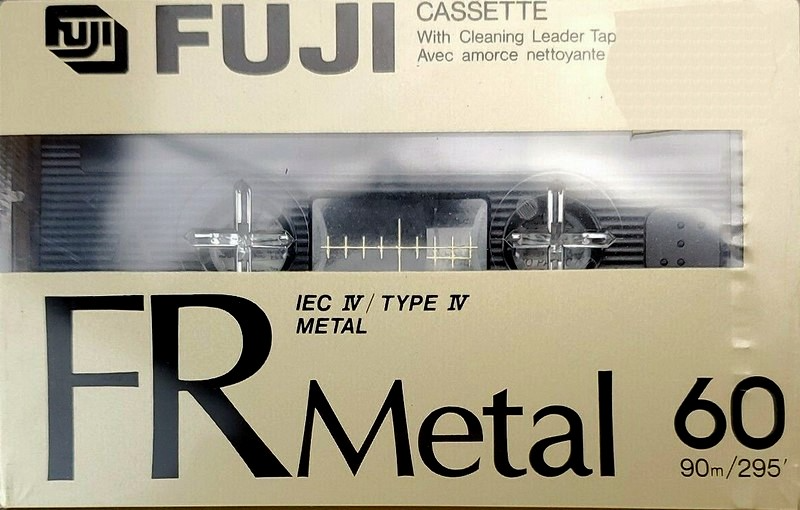 FUJI
FUJI
CASSETTE
With Cleaning Leader Tap
Avec amorce nettoyante
IEC IV / TYPE IV
METAL
FR Metal
60
90m/295'